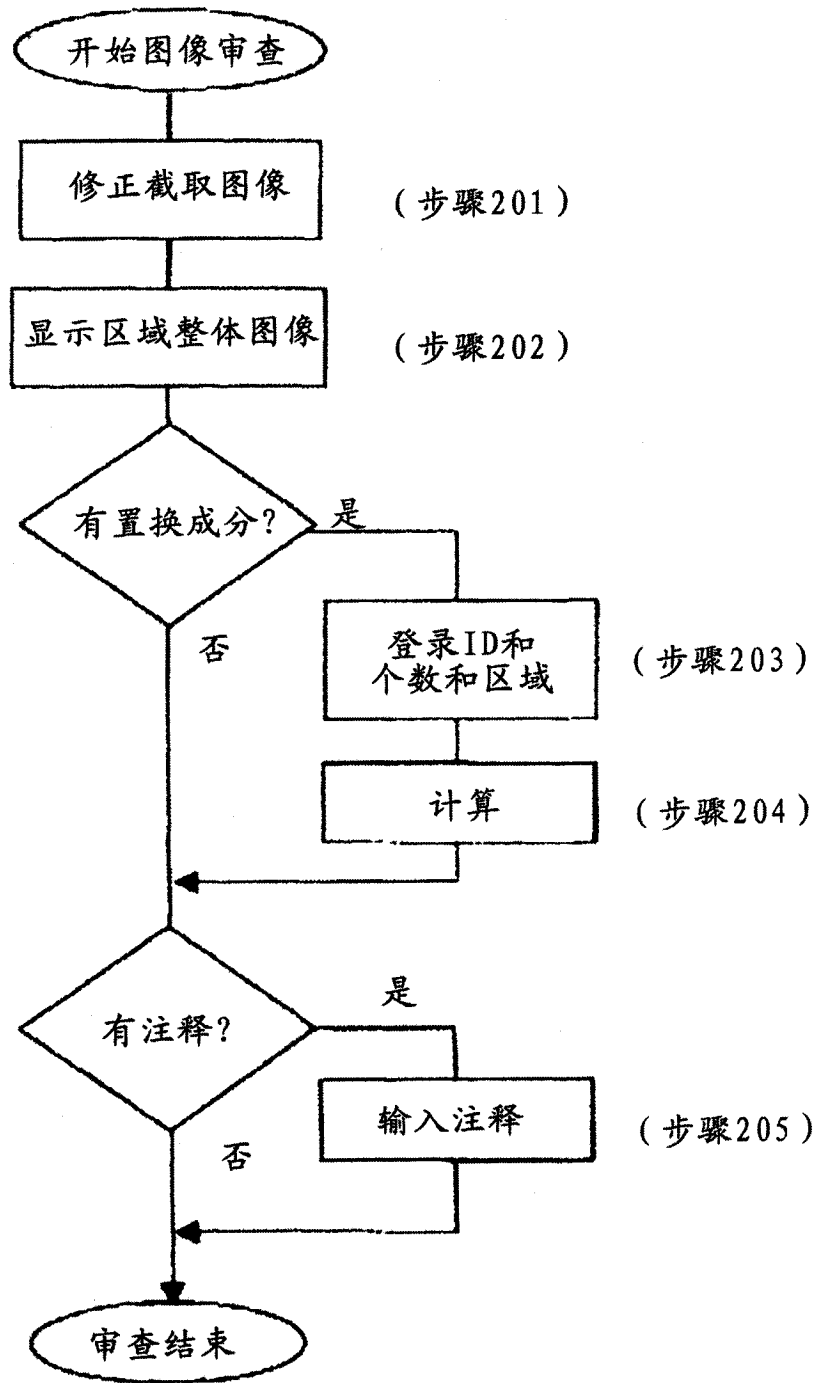 开始图像审查
修正截取图像
(步骤201)
显示区域整体图像
(步骤202)
有置换成分?
是
否
登录ID和
个数和区域
(步骤203)
计算
(步骤204)
有注释?
是
否
输入注释
(步骤205)
审查结束